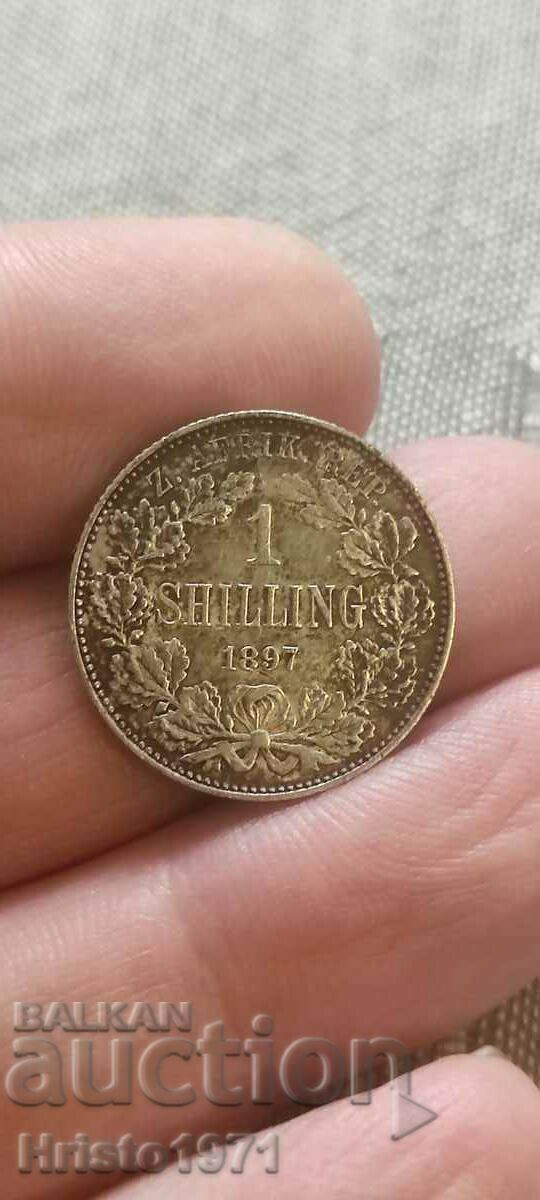 Z. AFRIK. REP.
1
SHILLING
1897
BALKAN
auction
Hristo1971